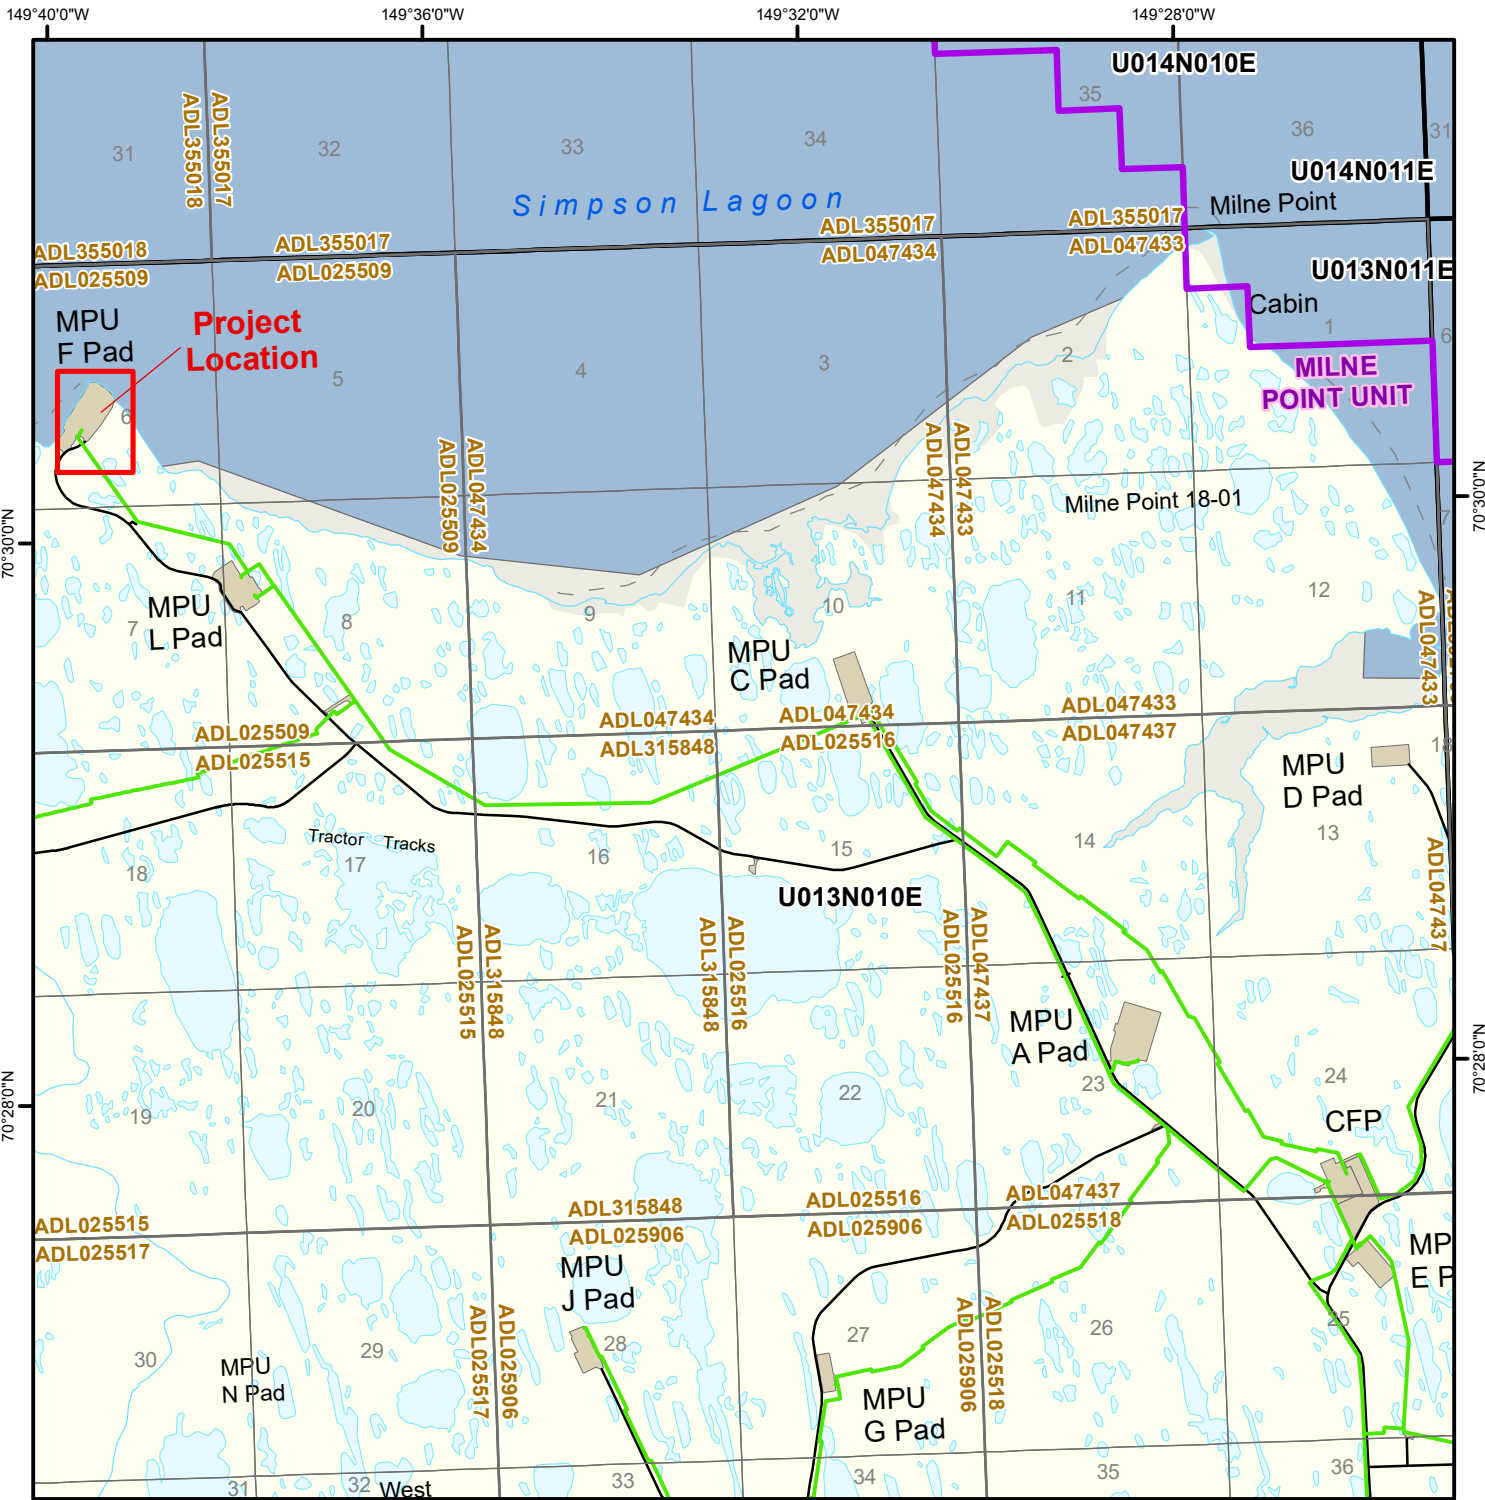 149°40'0"W
149°36'0"W
149°32'0"W
149°28'0"W
U014N010E
35
36
31
31
32
33
34
ADL355018
ADL355017
Simpson Lagoon
U014N011E
Milne Point
ADL355018
ADL025509
ADL355017
ADL025509
ADL355017
ADL047434
ADL355017
ADL047433
U013N011E
Cabin
1
6
MPU
F Pad
Project
Location
5
4
3
2
6
MILNE
POINT UNIT
ADL025509
ADL047434
ADL047434
ADL047433
Milne Point 18-01
7
70°30'0"N
70°30'0"N
MPU
L Pad
7
8
9
10
11
12
ADL047433
MPU
C Pad
ADL025509
ADL025515
ADL047434
ADL315848
ADL047434
ADL025516
ADL047433
ADL047437
18
MPU
D Pad
13
14
Tractor Tracks
18
17
16
15
U013N010E
ADL047437
ADL025515
ADL315848
ADL315848
ADL025516
ADL025516
ADL047437
MPU
A Pad
23
24
70°28'0"N
70°28'0"N
19
20
21
22
CFP
ADL025515
ADL025517
ADL315848
ADL025906
ADL025516
ADL025906
ADL047437
ADL025518
MPU
J Pad
MP
E P
25
ADL025517
ADL025906
ADL025906
ADL025518
30
29
28
27
26
MPU
N Pad
MPU
G Pad
31
32
West
33
34
35
36